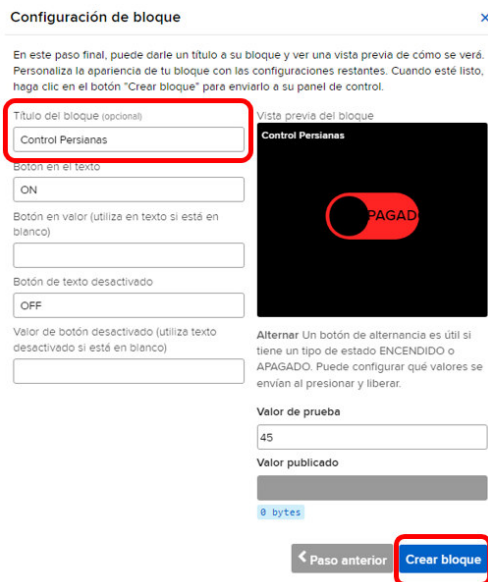 Configuración de bloque
×
En este paso final, puede darle un título a su bloque y ver una vista previa de cómo se verá.
Personaliza la apariencia de tu bloque con las configuraciones restantes. Cuando esté listo,
haga clic en el botón "Crear bloque" para enviarlo a su panel de control.
Título del bloque (opcional)
Control Persianas
Botón en el texto
ON
Botón en valor (utiliza en texto si está en
blanco)
Botón de texto desactivado
OFF
Valor de botón desactivado (utiliza texto
desactivado si está en blanco)
Vista previa del bloque
Control Persianas
PAGADO
Alternar Un botón de alternancia es útil si
tiene un tipo de estado ENCENDIDO o
APAGADO. Puede configurar qué valores se
envían al presionar y liberar.
Valor de prueba
45
Valor publicado
0 bytes
Paso anterior
Crear bloque